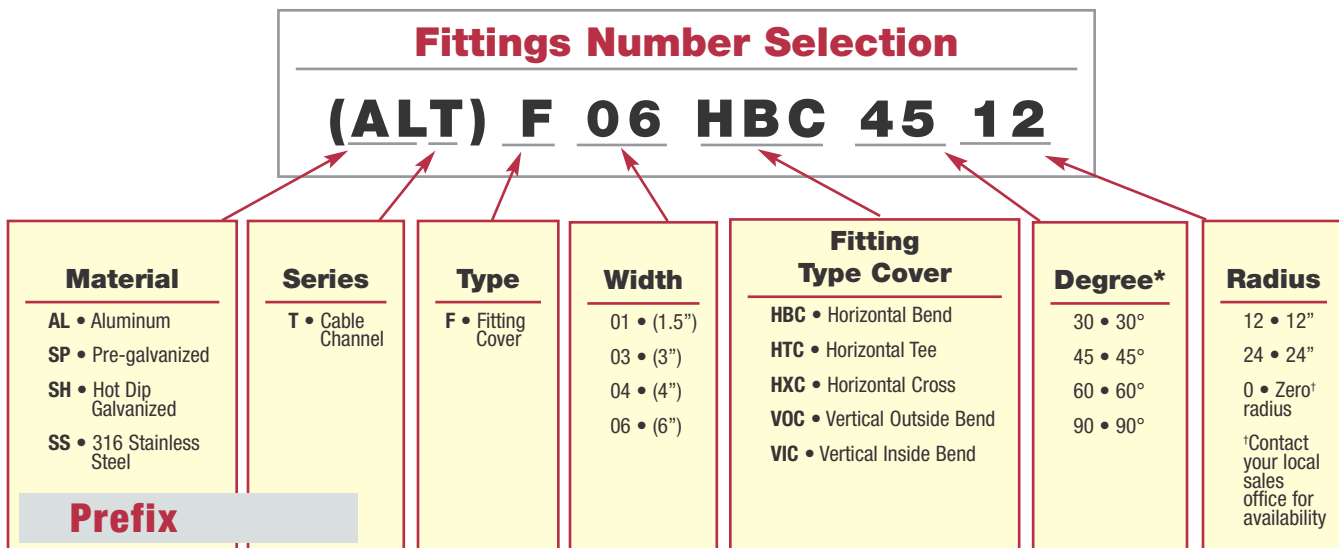 Fittings Number Selection
(ALT) F 06 HBC 45 12
Material
AL • Aluminum
SP • Pre-galvanized
SH • Hot Dip
Galvanized
SS • 316 Stainless
Steel
Prefix
Series
T • Cable
Channel
Type
F • Fitting
Cover
Width
01 • (1.5”)
03 • (3”)
04 • (4”)
06 • (6”)
Fitting
Type Cover
HBC • Horizontal Bend
HTC • Horizontal Tee
HXC • Horizontal Cross
VOC • Vertical Outside Bend
VIC • Vertical Inside Bend
Degree*
30 • 30°
45 • 45°
60 • 60°
90 • 90°
Radius
12 • 12”
24 • 24”
0 • Zero†
radius
†Contact
your local
sales
office for
availability